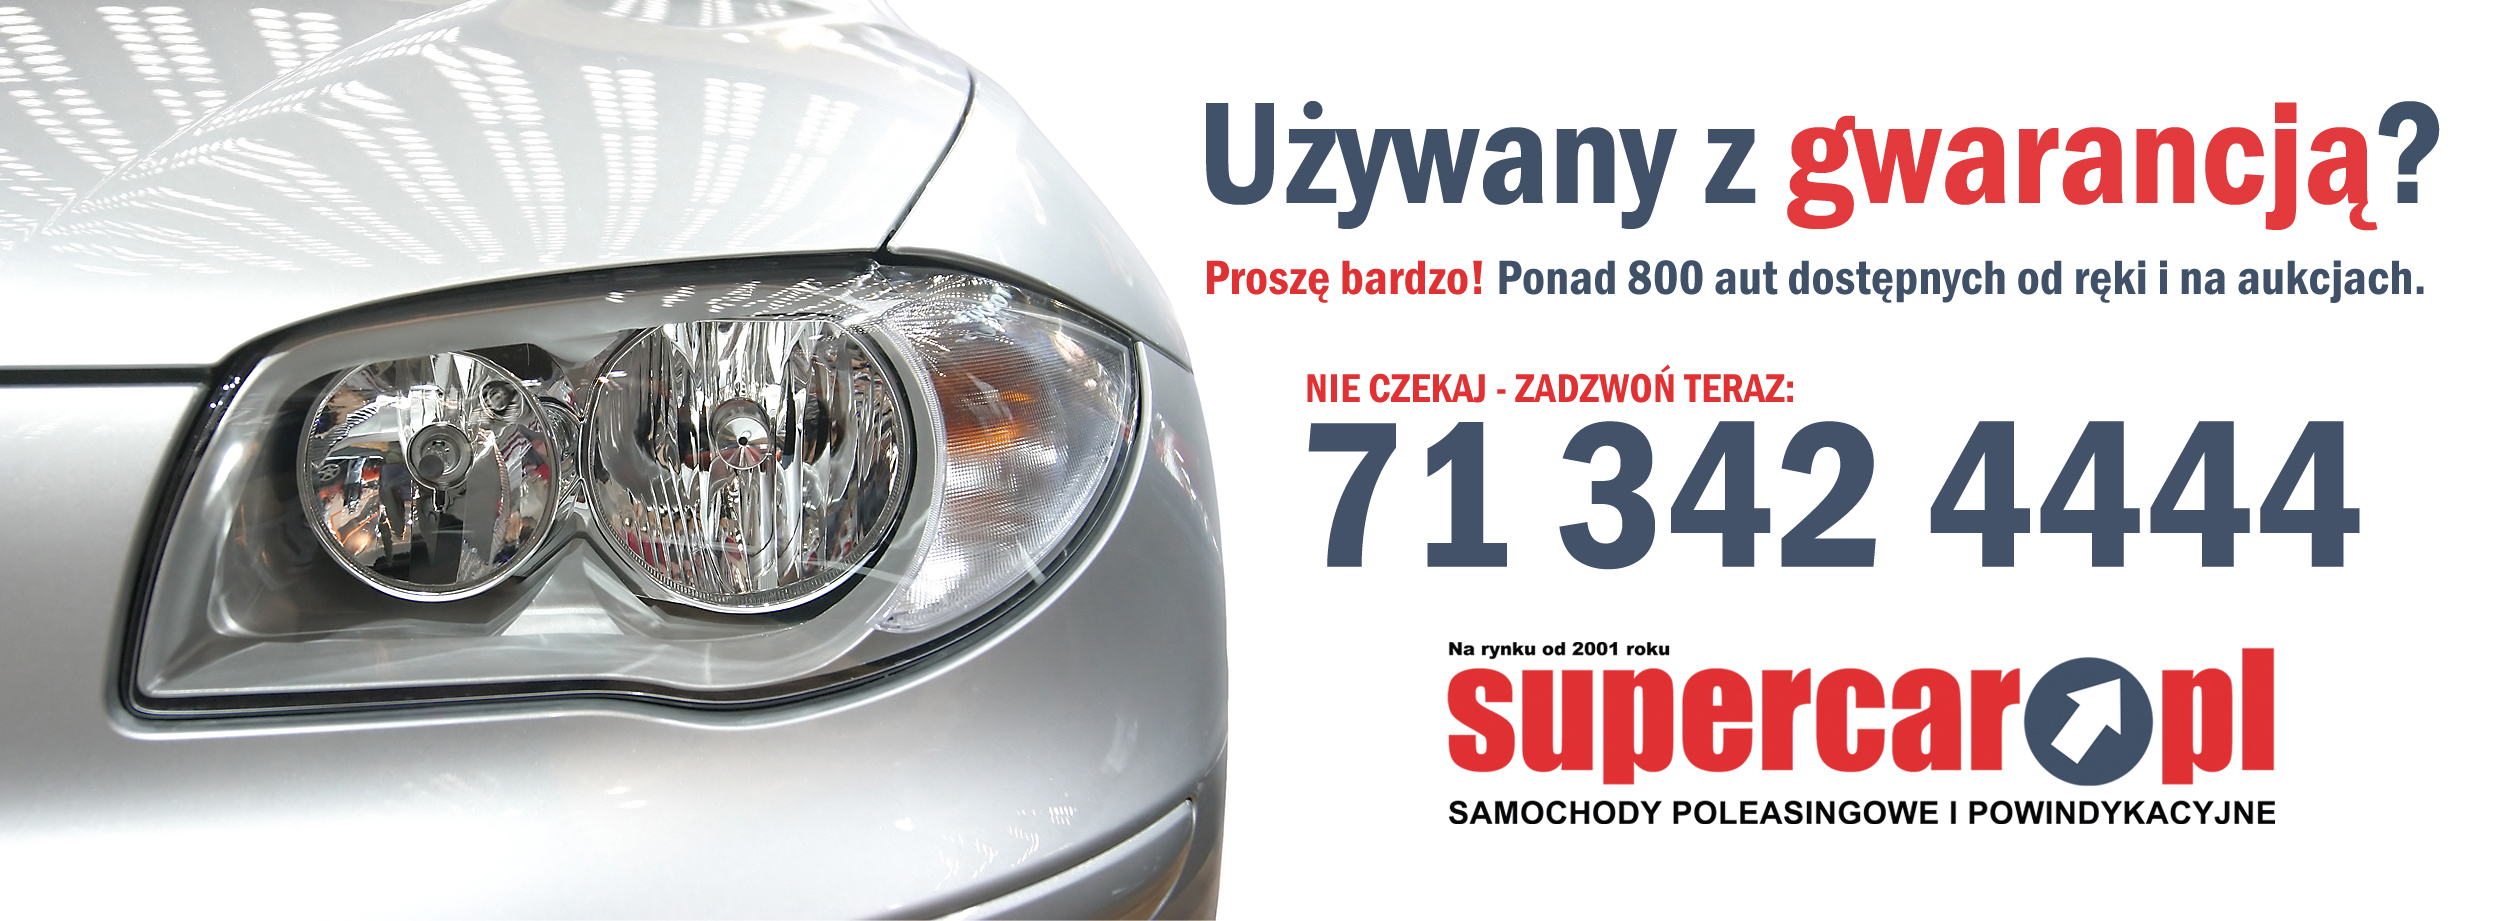 Używany z gwarancją?
Proszę bardzo! Ponad 800 aut dostępnych od ręki i na aukcjach.
NIE CZEKAJ - ZADZWOŃ TERAZ:
71 342 4444
Na rynku od 2001 roku
supercar pl
SAMOCHODY POLEASINGOWE I POWINDYKACYJNE